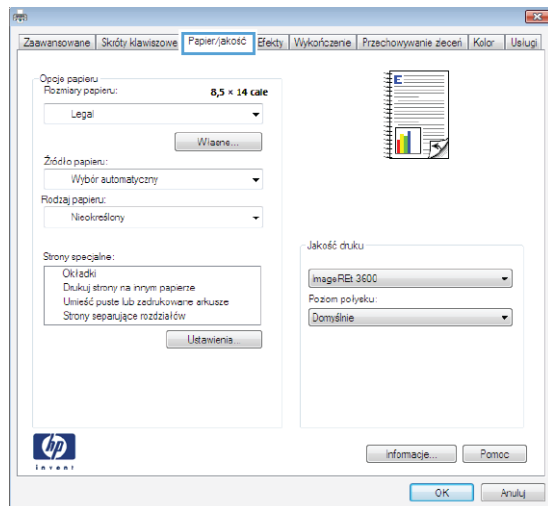 Zaawansowane Skróty klawiszowe Papier/jakość Efekty Wykończenie Przechowywanie zleceń Kolor Usługi
Opcje papieru
Rozmiary papieru: 8,5 × 14 cale
Legal
Własne...
Źródło papieru:
Wybór automatyczny
Rodzaj papieru:
Nieokreślony
Strony specjalne:
Okładki
Drukuj strony na innym papierze
Umieść puste lub zadrukowane arkusze
Strony separujące rozdziałów
Ustawienia...
E
Jakość druku
ImageREt 3600
Poziom połysku:
Domyślnie
hp
invent
Informacje... Pomoc
OK Anuluj